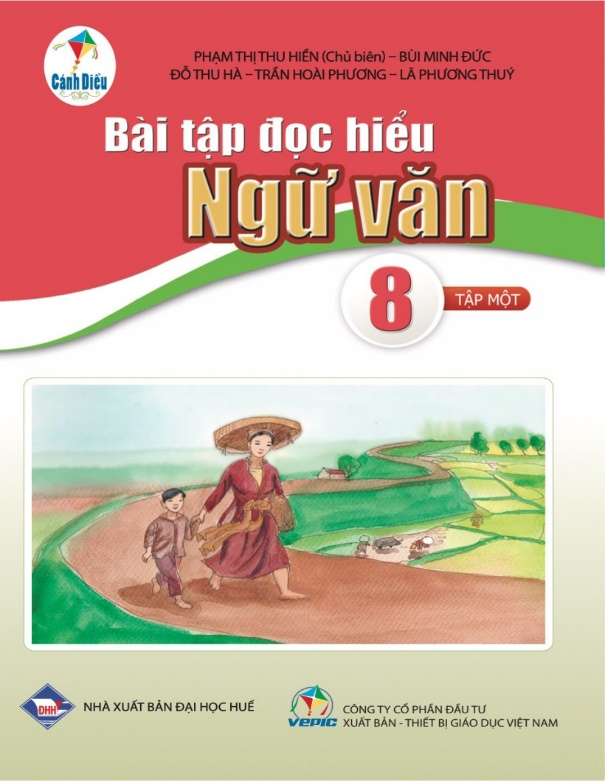 Cánh Diều
PHẠM THỊ THU HIỀN (Chủ biên) – BÙI MINH ĐỨC
ĐỖ THU HÀ – TRẦN HOÀI PHƯƠNG – LÃ PHƯƠNG THUÝ
Bài tập đọc hiểu
Ngữ văn
8
TẬP MỘT
ĐHH
NHÀ XUẤT BẢN ĐẠI HỌC HUẾ
VEPIC
CÔNG TY CỔ PHẦN ĐẦU TƯ
XUẤT BẢN - THIẾT BỊ GIÁO DỤC VIỆT NAM